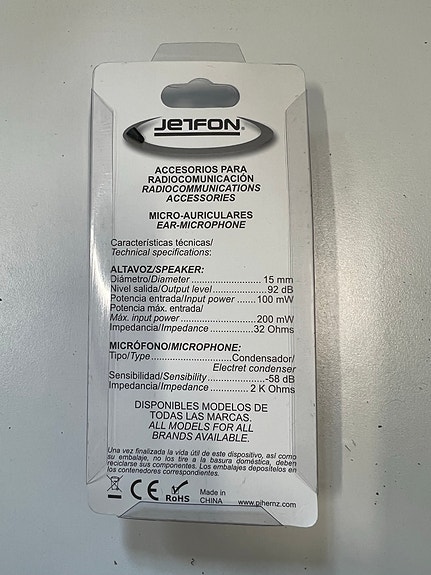 JETFON®
ACCESORIOS PARA
RADIOCOMUNICACIÓN
RADIOCOMMUNICATIONS
ACCESSORIES
MICRO-AURICULARES
EAR-MICROPHONE
Características técnicas/
Technical specifications:
ALTAVOZ/SPEAKER:
Diámetro/Diameter ........................ 15 mm
Nivel salida/Output level ................ 92 dB
Potencia entrada/Input power ...... 100 mW
Potencia máx. entrada/
Máx. input power ........................ 200 mW
Impedancia/Impedance .............. 32 Ohms
MICRÓFONO/MICROPHONE:
Tipo/Type ........................ Condensador/
Electret condenser
Sensibilidad/Sensibility .................. -58 dB
Impedancia/Impedance ............. 2 K Ohms
DISPONIBLES MODELOS DE
TODAS LAS MARCAS.
ALL MODELS FOR ALL
BRANDS AVAILABLE.
Una vez finalizada la vida útil de este dispositivo, así como
su embalaje, no los tire a la basura doméstica, deben
reciclarse sus componentes. Los embalajes deposítelos en
los contenedores correspondientes.
CE RoHS Made in CHINA www.pihernz.com